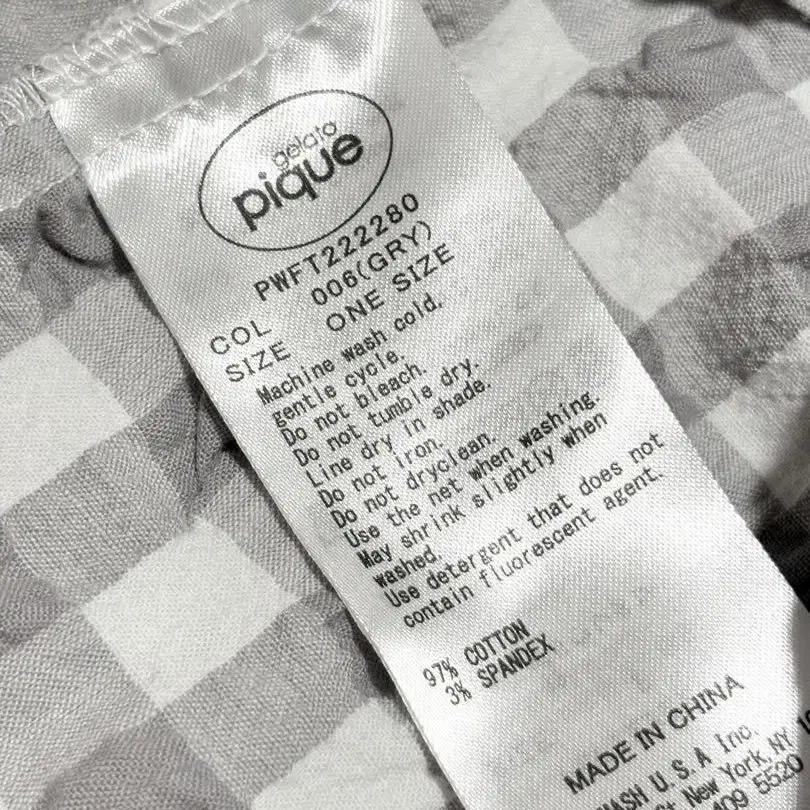 gelato
pique
PWFT222280
COL 006(GRY)
SIZE ONE SIZE
Machine wash cold,
gentle cycle.
Do not bleach.
Do not tumble dry.
Line dry in shade.
Do not iron.
Do not dryclean.
Use the net when washing.
May shrink slightly when
washed.
Use detergent that does not
contain fluorescent agent.
97% COTTON
3% SPANDEX
MADE IN CHINA
U.S.A Inc.
New York, NY
5520